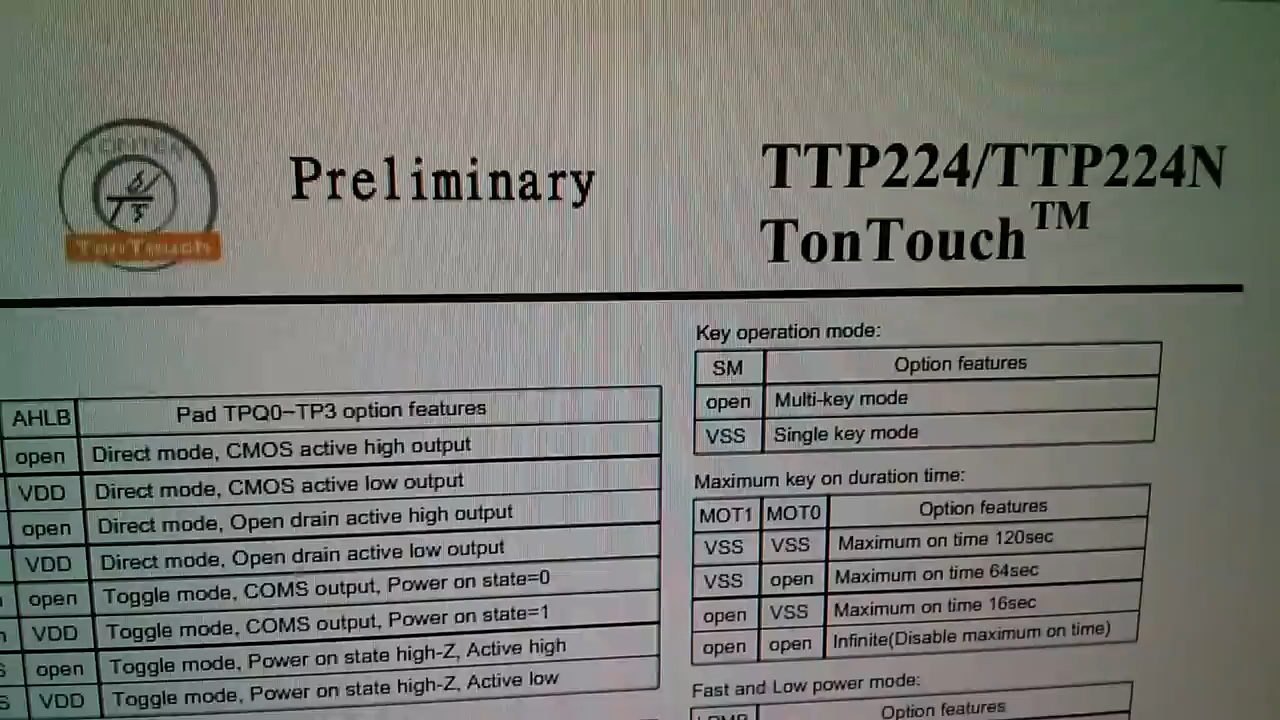 TONTEK
TonTouch
Preliminary
TTP224/TTP224N
TonTouch™
AHLB Pad TPQ0~TP3 option features
open Direct mode, CMOS active high output
VDD Direct mode, CMOS active low output
open Direct mode, Open drain active high output
VDD Direct mode, Open drain active low output
open Toggle mode, COMS output, Power on state=0
VDD Toggle mode, COMS output, Power on state=1
open Toggle mode, Power on state high-Z, Active high
VDD Toggle mode, Power on state high-Z, Active low
Key operation mode:
SM Option features
open Multi-key mode
VSS Single key mode
Maximum key on duration time:
MOT1 MOT0 Option features
VSS VSS Maximum on time 120sec
VSS open Maximum on time 64sec
open VSS Maximum on time 16sec
open open Infinite(Disable maximum on time)
Fast and Low power mode:
Option features